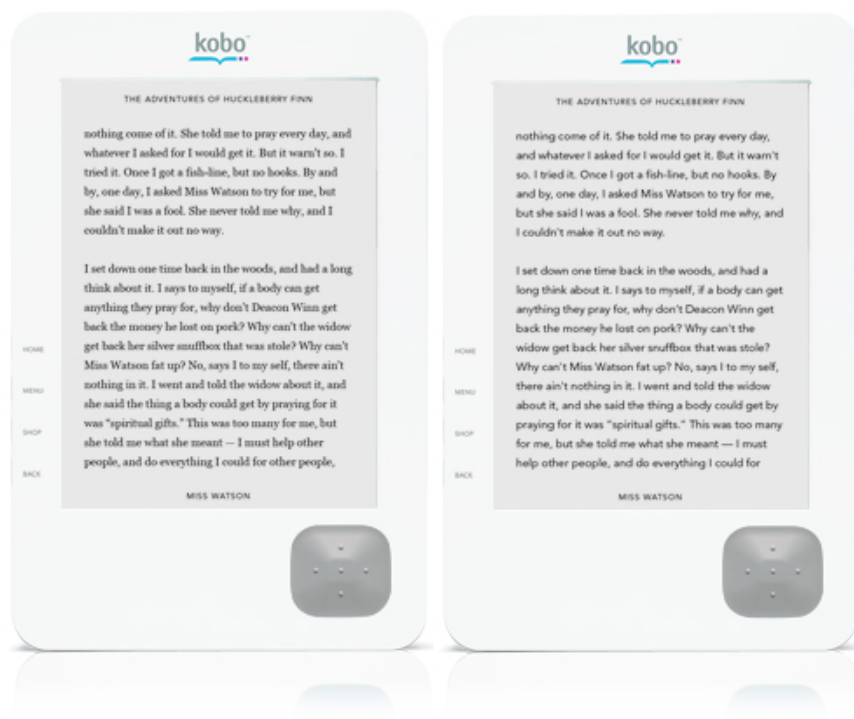 kobo™
THE ADVENTURES OF HUCKLEBERRY FINN
nothing come of it. She told me to pray every day, and
whatever I asked for I would get it. But it warn't so. I
tried it. Once I got a fish-line, but no hooks. By and
by, one day, I asked Miss Watson to try for me, but
she said I was a fool. She never told me why, and I
couldn't make it out no way.
I set down one time back in the woods, and had a long
think about it. I says to myself, if a body can get
anything they pray for, why don't Deacon Winn get
back the money he lost on pork? Why can't the widow
get back her silver snuffbox that was stole? Why can't
Miss Watson fat up? No, says I to my self, there ain't
nothing in it. I went and told the widow about it, and
she said the thing a body could get by praying for it
was “spiritual gifts.” This was too many for me, but
she told me what she meant — I must help other
people, and do everything I could for other people,
MISS WATSON
HOME
MENU
SHOP
BACK
kobo™
THE ADVENTURES OF HUCKLEBERRY FINN
nothing come of it. She told me to pray every day,
and whatever I asked for I would get it. But it warn't
so. I tried it. Once I got a fish-line, but no hooks. By
and by, one day, I asked Miss Watson to try for me,
but she said I was a fool. She never told me why, and
I couldn't make it out no way.
I set down one time back in the woods, and had a
long think about it. I says to myself, if a body can get
anything they pray for, why don't Deacon Winn get
back the money he lost on pork? Why can't the
widow get back her silver snuffbox that was stole?
Why can't Miss Watson fat up? No, says I to my self,
there ain't nothing in it. I went and told the widow
about it, and she said the thing a body could get by
praying for it was “spiritual gifts.” This was too many
for me, but she told me what she meant — I must
help other people, and do everything I could for
MISS WATSON
HOME
MENU
SHOP
BACK